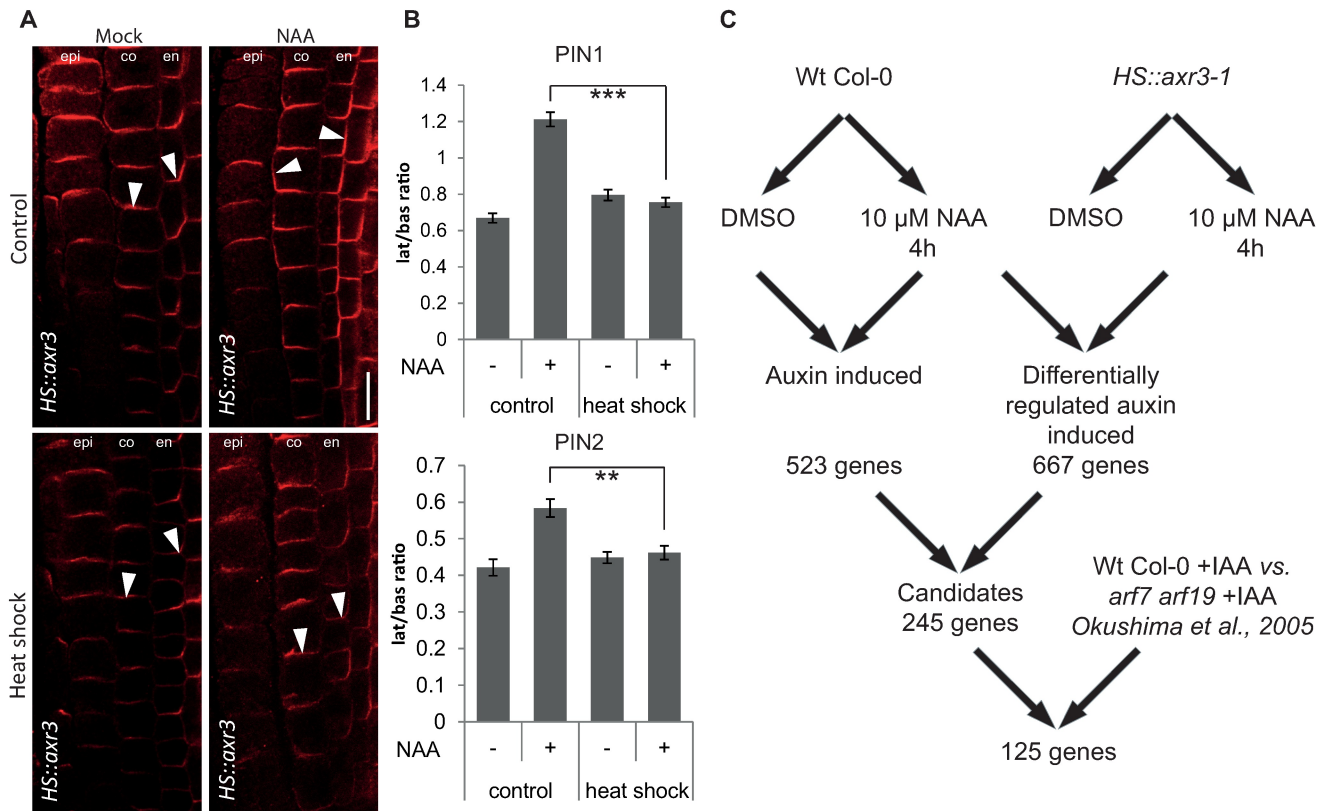 A
Mock
NAA
epi
co
en
epi
co
en
Control
HS::axr3
HS::axr3
epi
co
en
epi
co
en
Heat shock
HS::axr3
HS::axr3
B
PIN1
1.4
1.2
1
0.8
0.6
0.4
0.2
0
lat/bas ratio
***
NAA
-
+
-
+
control
heat shock
PIN2
0.7
0.6
0.5
0.4
0.3
0.2
0.1
0
lat/bas ratio
**
NAA
-
+
-
+
control
heat shock
C
Wt Col-0
HS::axr3-1
DMSO
10 µM NAA
4h
DMSO
10 µM NAA
4h
Auxin induced
Differentially
regulated auxin
induced
523 genes
667 genes
Candidates
245 genes
Wt Col-0 +IAA vs.
arf7 arf19 +IAA
Okushima et al., 2005
125 genes